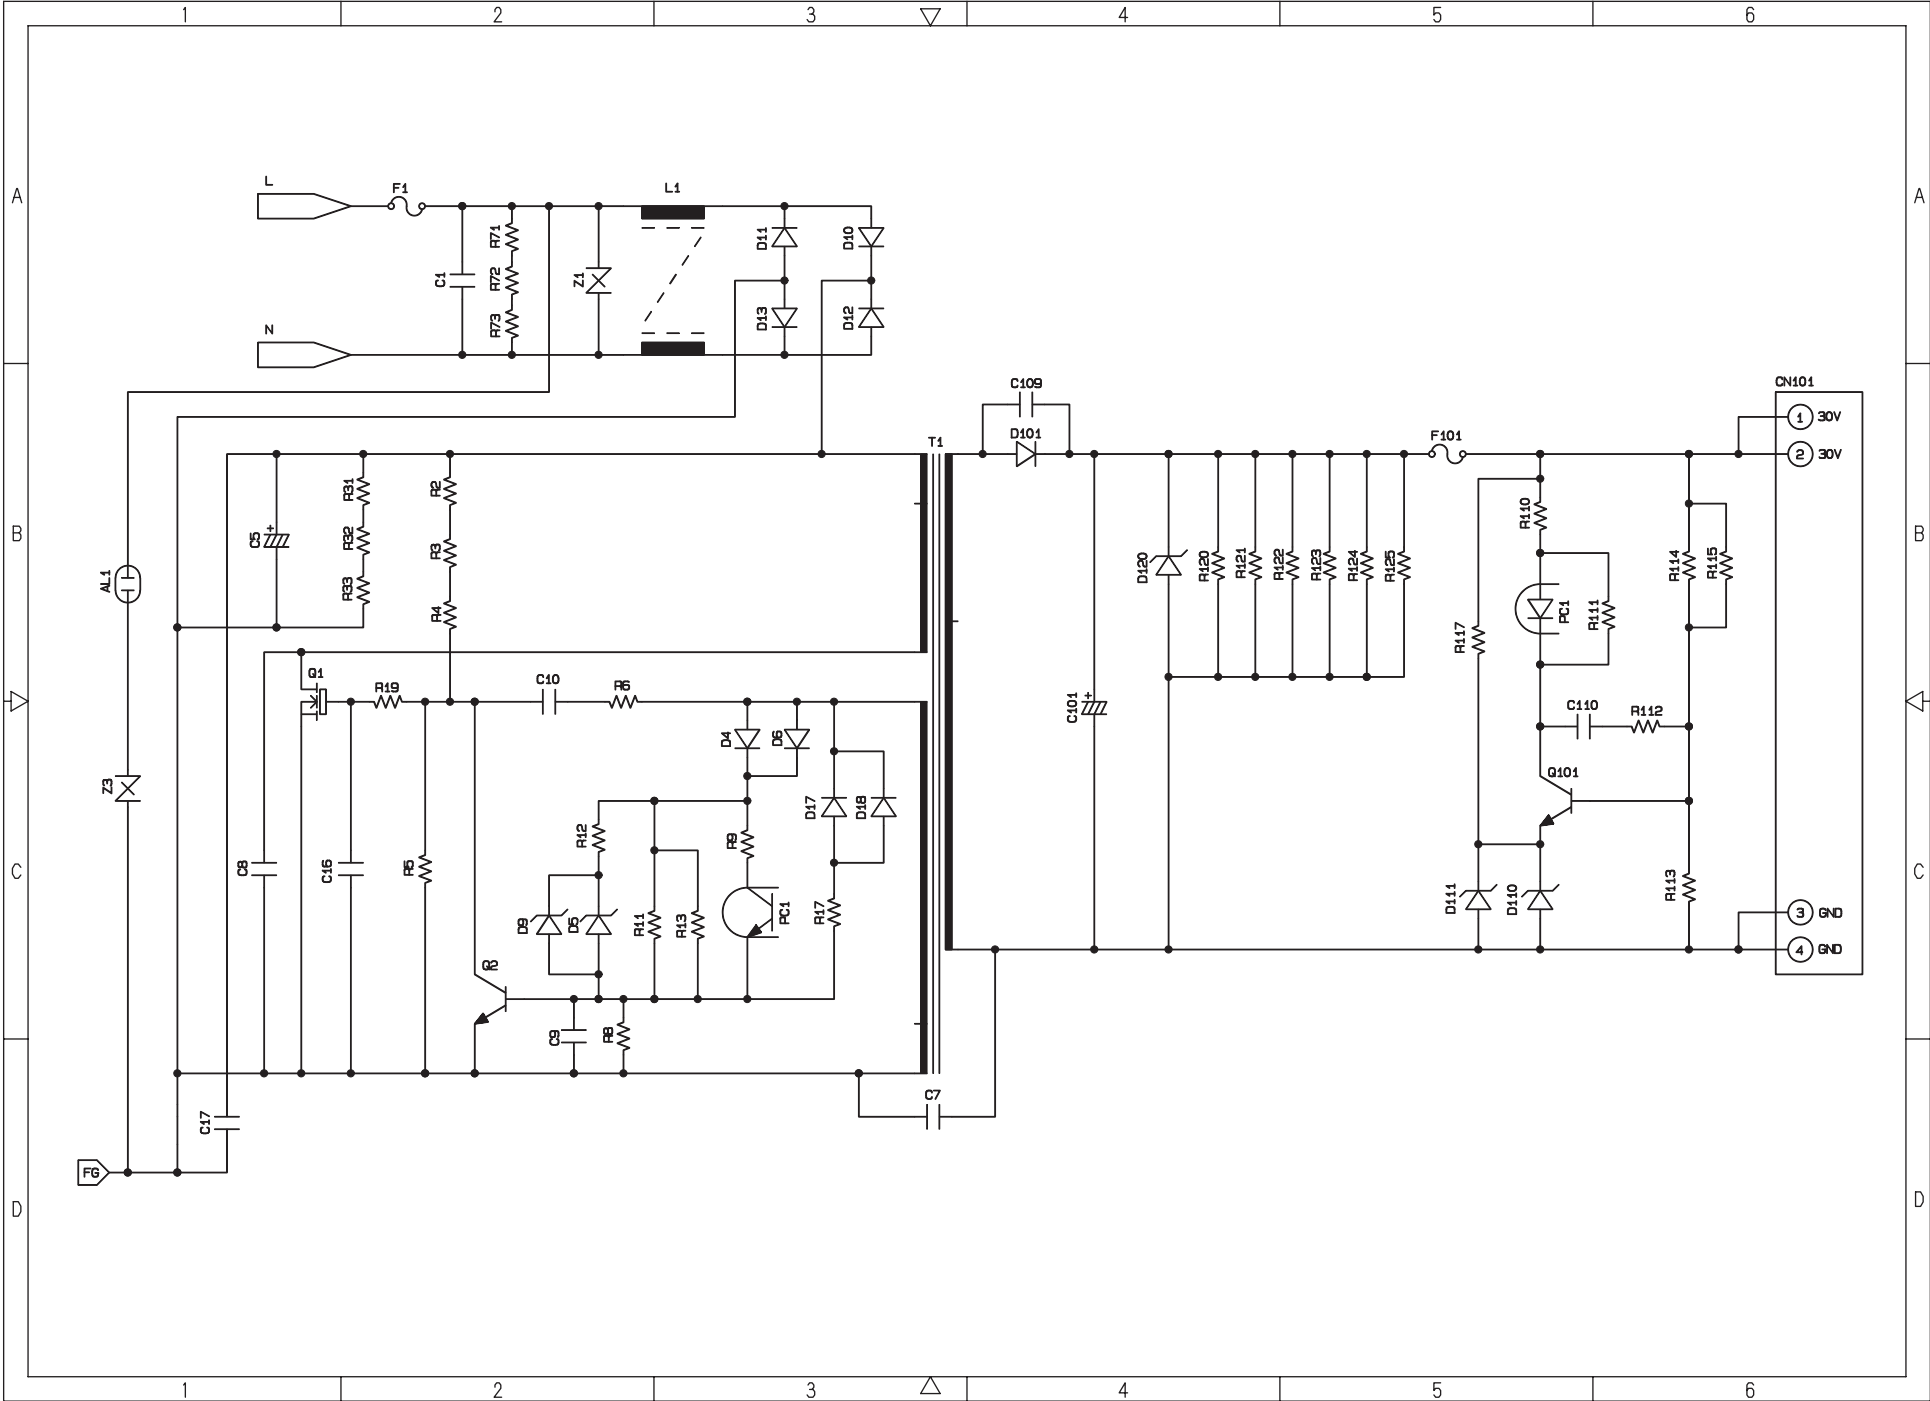 1 2 3 4 5 6
A A
L F1 L1
R71 D11 D10
C1 R72 Z1
R73 D13 D12
N
C109 CN101
D101 1 30V
T1 F101 2 30V
R31 R2 R110
B B
C5 R32 R3
R33 R4
AL1
D120 R120 R121 R122 R123 R124 R125 R114 R115
PC1 R111
R117
Q1 R19 C10 R6
C101 C110 R112
D4 D6
Q101
Z3 D17 D18
R12 R9
C C
C8 C16 R5
D9 D5 R11 R13 PC1 R17
D111 D110 R113
3 GND
4 GND
Q2
C9 R8
C7
C17
FG
D D
1 2 3 4 5 6